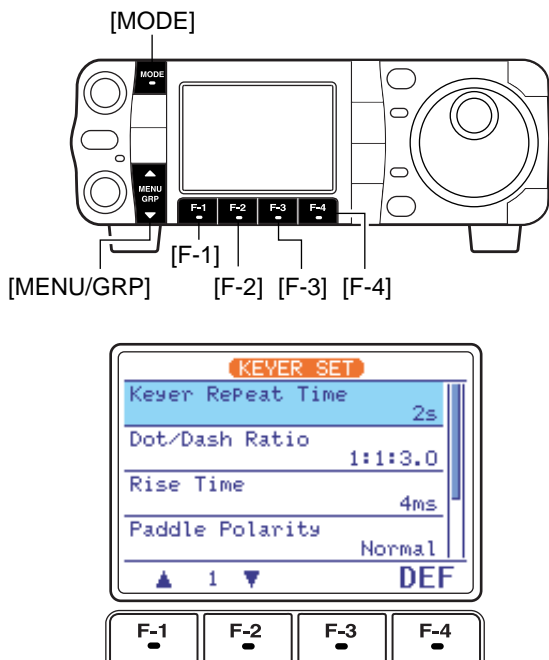 [MODE]
MODE
MENU
GRP
F-1 F-2 F-3 F-4
[F-1]
[MENU/GRP] [F-2] [F-3] [F-4]
KEYER SET
Keyer Repeat Time
2s
Dot/Dash Ratio
1:1:3.0
Rise Time
4ms
Paddle Polarity
Normal
▲ 1 ▼ DEF
F-1 F-2 F-3 F-4